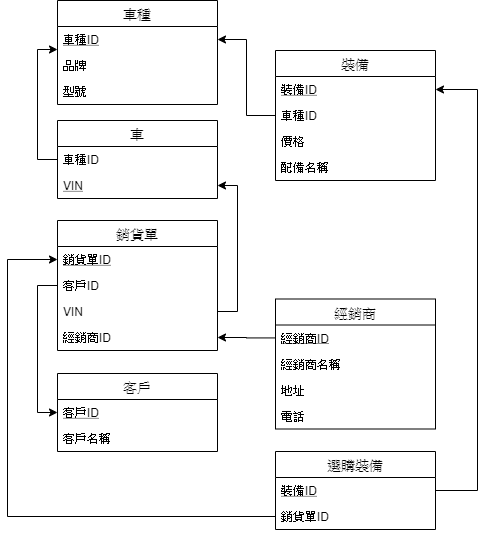 車種
車種ID
品牌
型號
車
車種ID
VIN
銷貨單
銷貨單ID
客戶ID
VIN
經銷商ID
客戶
客戶ID
客戶名稱
裝備
裝備ID
車種ID
價格
配備名稱
經銷商
經銷商ID
經銷商名稱
地址
電話
選購裝備
裝備ID
銷貨單ID